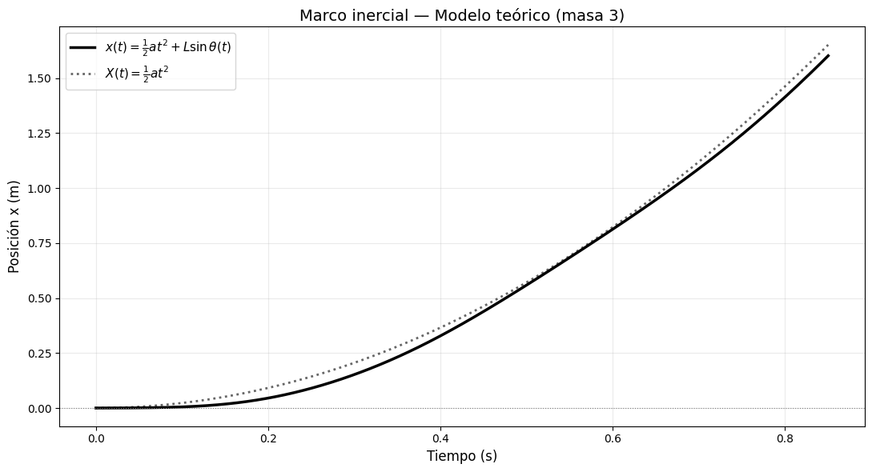 Marco inercial — Modelo teórico (masa 3)
x(t) = ½at² + L sin θ(t)
X(t) = ½at²
Posición x (m)
1.50
1.25
1.00
0.75
0.50
0.25
0.00
0.0 0.2 0.4 0.6 0.8
Tiempo (s)